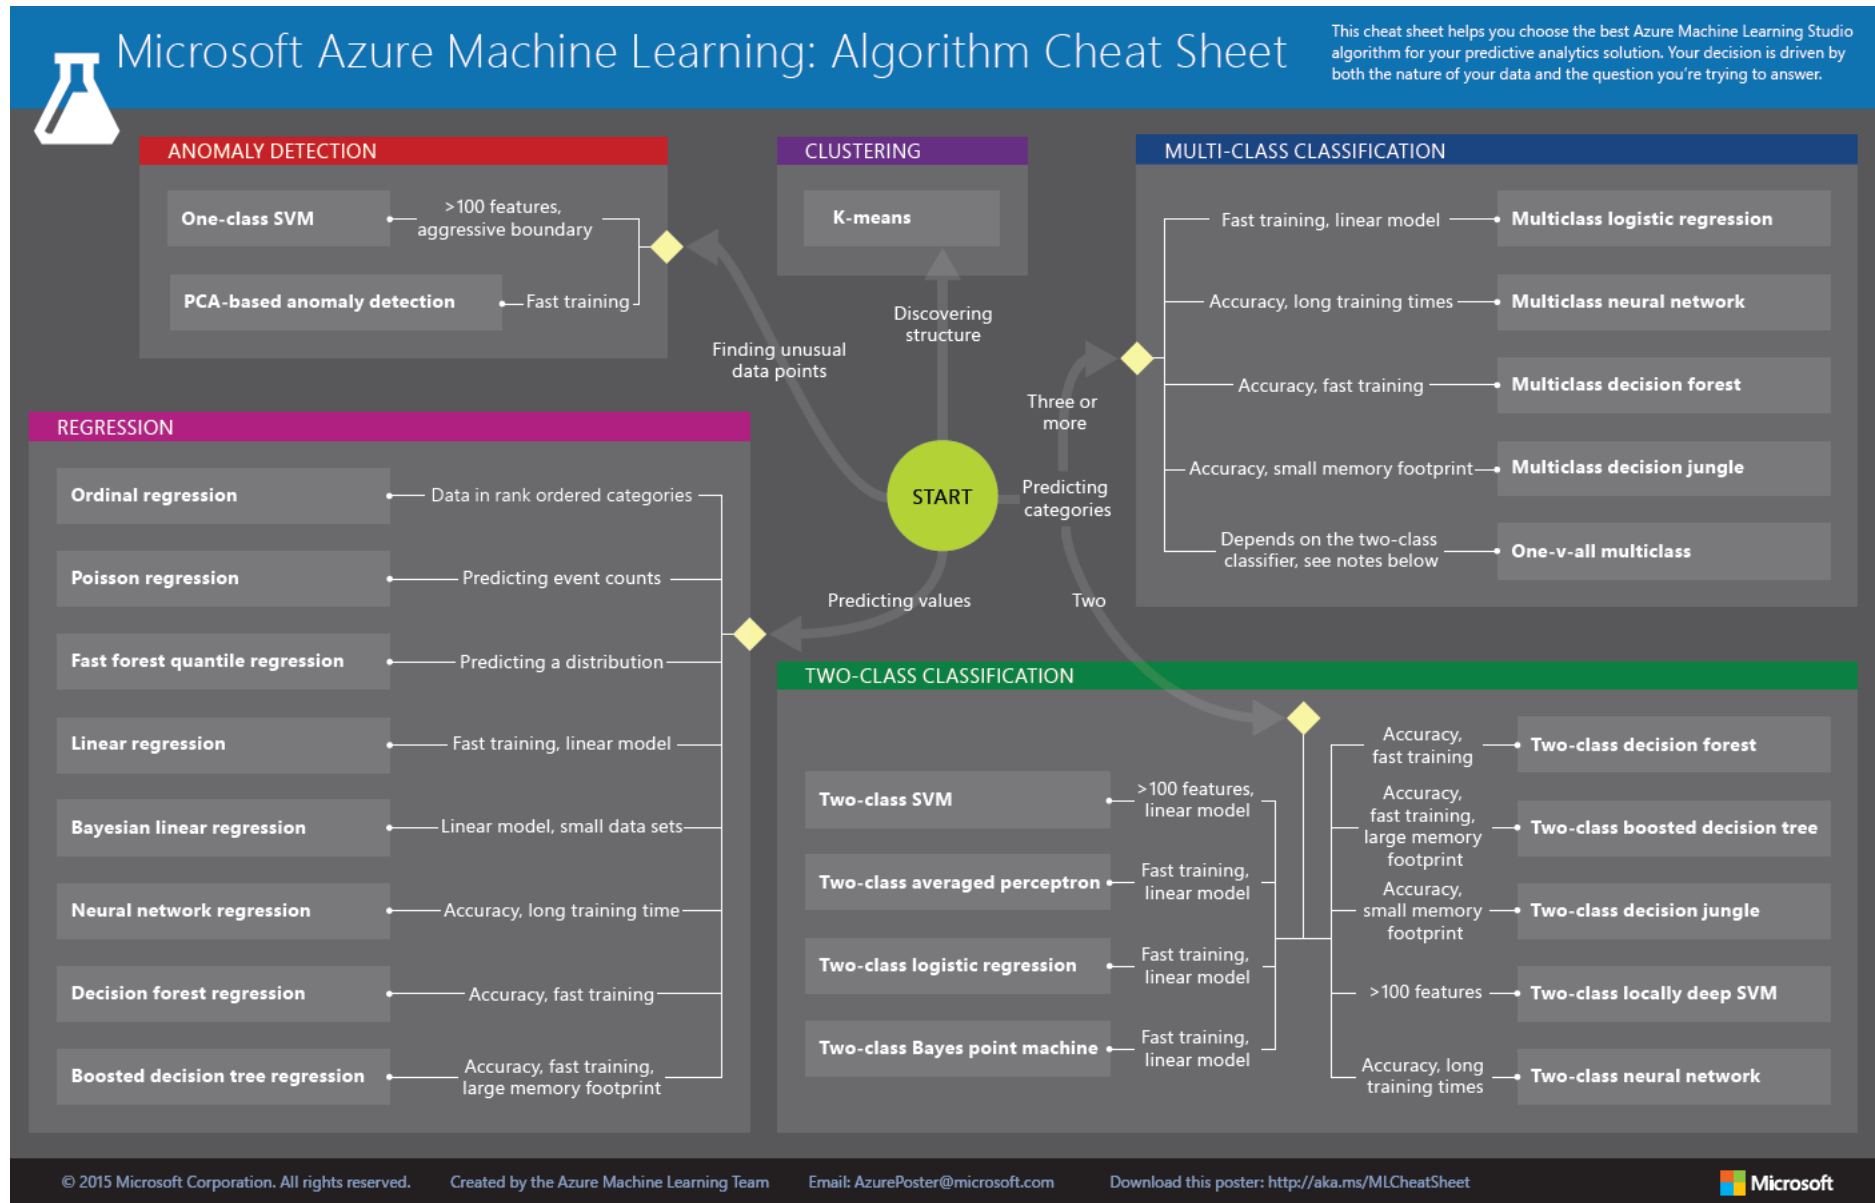 Microsoft Azure Machine Learning: Algorithm Cheat Sheet
This cheat sheet helps you choose the best Azure Machine Learning Studio
algorithm for your predictive analytics solution. Your decision is driven by
both the nature of your data and the question you're trying to answer.
ANOMALY DETECTION
One-class SVM
>100 features,
aggressive boundary
PCA-based anomaly detection
Fast training
CLUSTERING
K-means
MULTI-CLASS CLASSIFICATION
Fast training, linear model
Multiclass logistic regression
Accuracy, long training times
Multiclass neural network
Accuracy, fast training
Multiclass decision forest
Accuracy, small memory footprint
Multiclass decision jungle
Depends on the two-class
classifier, see notes below
One-v-all multiclass
Finding unusual
data points
Discovering
structure
Three or
more
START
Predicting
categories
Predicting values
Two
REGRESSION
Ordinal regression
Data in rank ordered categories
Poisson regression
Predicting event counts
Fast forest quantile regression
Predicting a distribution
Linear regression
Fast training, linear model
Bayesian linear regression
Linear model, small data sets
Neural network regression
Accuracy, long training time
Decision forest regression
Accuracy, fast training
Boosted decision tree regression
Accuracy, fast training,
large memory footprint
TWO-CLASS CLASSIFICATION
Two-class SVM
>100 features,
linear model
Two-class averaged perceptron
Fast training,
linear model
Two-class logistic regression
Fast training,
linear model
Two-class Bayes point machine
Fast training,
linear model
Accuracy,
fast training
Two-class decision forest
Accuracy,
fast training,
large memory
footprint
Two-class boosted decision tree
Accuracy,
small memory
footprint
Two-class decision jungle
>100 features
Two-class locally deep SVM
Accuracy, long
training times
Two-class neural network
© 2015 Microsoft Corporation. All rights reserved.
Created by the Azure Machine Learning Team
Email: AzurePoster@microsoft.com
Download this poster: http://aka.ms/MLCheatSheet
Microsoft